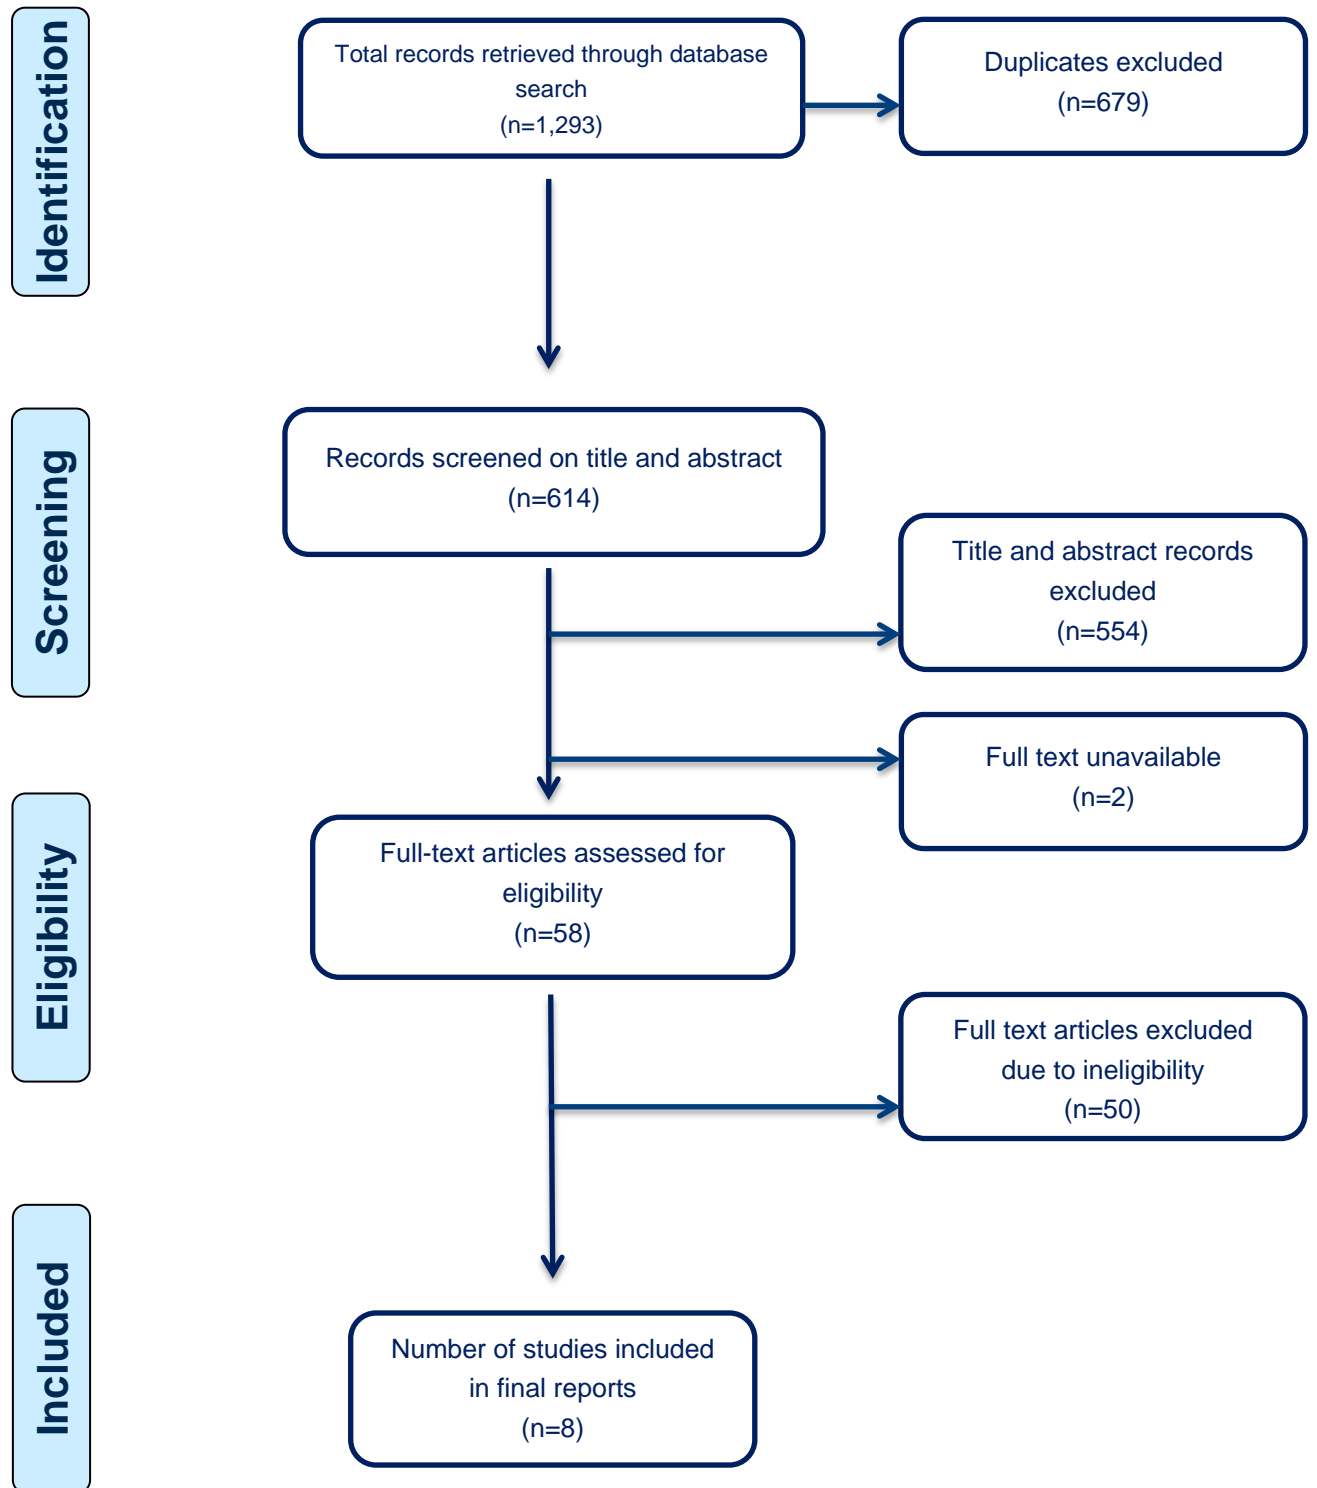 Identification
Total records retrieved through database
search
(n=1,293)
Duplicates excluded
(n=679)
Screening
Records screened on title and abstract
(n=614)
Title and abstract records
excluded
(n=554)
Full text unavailable
(n=2)
Eligibility
Full-text articles assessed for
eligibility
(n=58)
Full text articles excluded
due to ineligibility
(n=50)
Included
Number of studies included
in final reports
(n=8)